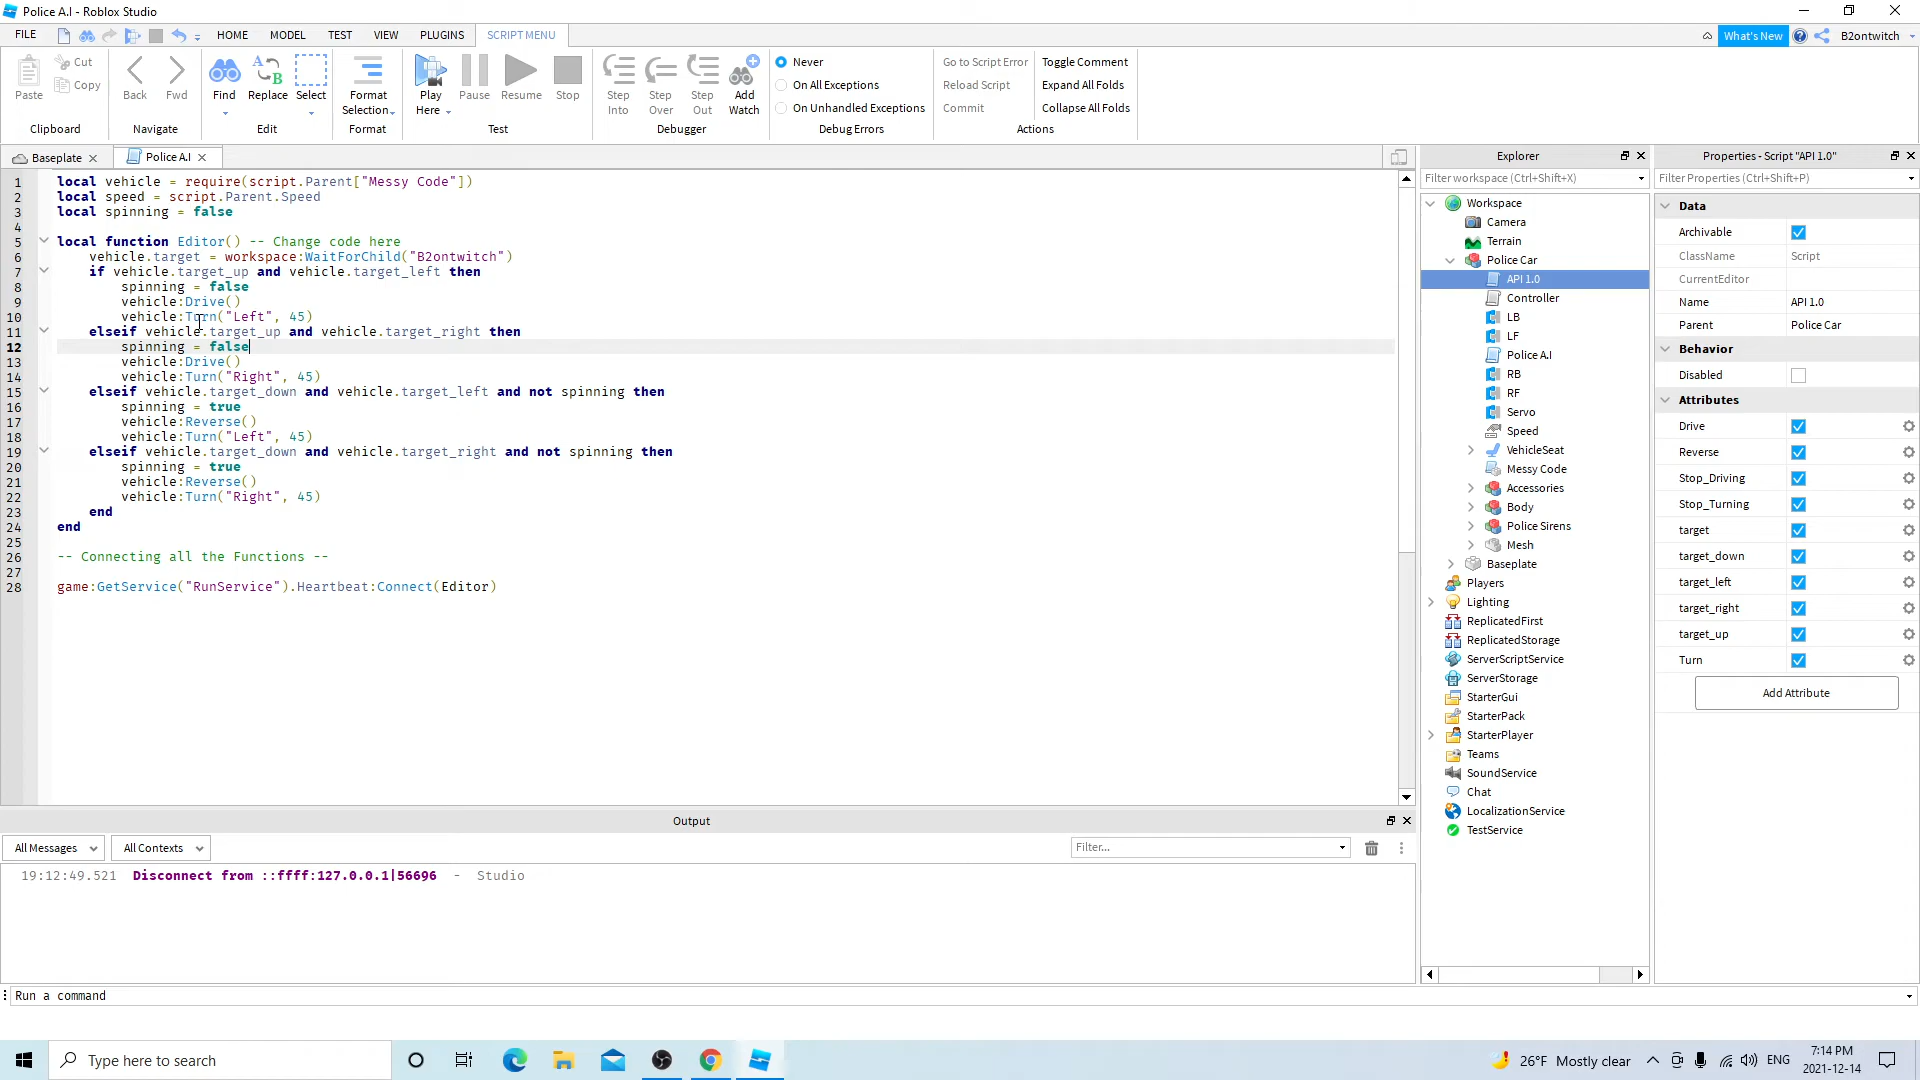 Police A.I - Roblox Studio
FILE HOME MODEL TEST VIEW PLUGINS SCRIPT MENU What's New B2ontwitch
Paste Cut Copy Clipboard
Back Fwd Navigate
Find Replace Select Edit
Format Selection Format
Play Here Pause Resume Stop Test
Step Into Step Over Step Out Add Watch Debugger
Never
On All Exceptions
On Unhandled Exceptions
Debug Errors
Go to Script Error
Reload Script
Commit
Toggle Comment
Expand All Folds
Collapse All Folds
Actions
Baseplate Police A.I
1 local vehicle = require(script.Parent["Messy Code"])
2 local speed = script.Parent.Speed
3 local spinning = false
4
5 local function Editor() -- Change code here
6 vehicle.target = workspace:WaitForChild("B2ontwitch")
7 if vehicle.target_up and vehicle.target_left then
8 spinning = false
9 vehicle:Drive()
10 vehicle:Turn("Left", 45)
11 elseif vehicle.target_up and vehicle.target_right then
12 spinning = false
13 vehicle:Drive()
14 vehicle:Turn("Right", 45)
15 elseif vehicle.target_down and vehicle.target_left and not spinning then
16 spinning = true
17 vehicle:Reverse()
18 vehicle:Turn("Left", 45)
19 elseif vehicle.target_down and vehicle.target_right and not spinning then
20 spinning = true
21 vehicle:Reverse()
22 vehicle:Turn("Right", 45)
23 end
24 end
25
26 -- Connecting all the Functions --
27
28 game:GetService("RunService").Heartbeat:Connect(Editor)
Output
All Messages All Contexts Filter...
19:12:49.521 Disconnect from ::ffff:127.0.0.1|56696 - Studio
Run a command
Explorer
Filter workspace (Ctrl+Shift+X)
Workspace
Camera
Terrain
Police Car
API 1.0
Controller
LB
LF
Police A.I
RB
RF
Servo
Speed
VehicleSeat
Messy Code
Accessories
Body
Police Sirens
Mesh
Baseplate
Players
Lighting
ReplicatedFirst
ReplicatedStorage
ServerScriptService
ServerStorage
StarterGui
StarterPack
StarterPlayer
Teams
SoundService
Chat
LocalizationService
TestService
Properties - Script "API 1.0"
Filter Properties (Ctrl+Shift+P)
Data
Archivable
ClassName Script
CurrentEditor
Name API 1.0
Parent Police Car
Behavior
Disabled
Attributes
Drive
Reverse
Stop_Driving
Stop_Turning
target
target_down
target_left
target_right
target_up
Turn
Add Attribute
Type here to search
26°F Mostly clear
ENG
7:14 PM
2021-12-14